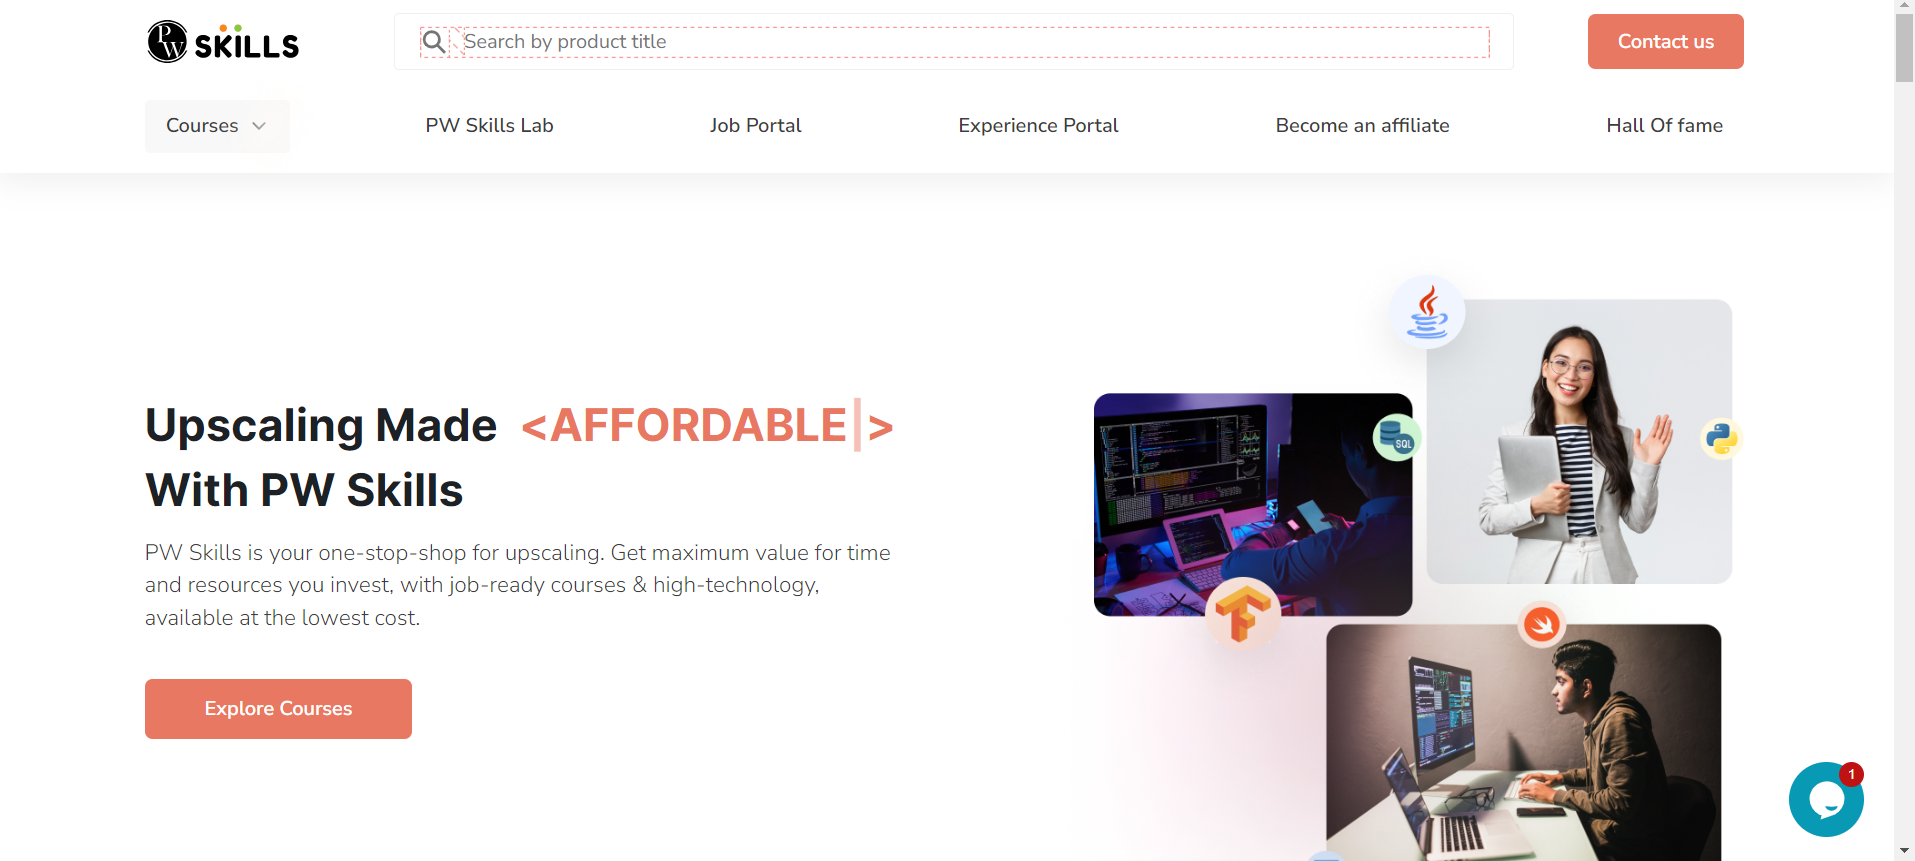 PW SKILLS
Search by product title
Contact us
Courses
PW Skills Lab
Job Portal
Experience Portal
Become an affiliate
Hall Of fame
Upscaling Made <AFFORDABLE|>
With PW Skills
PW Skills is your one-stop-shop for upscaling. Get maximum value for time
and resources you invest, with job-ready courses & high-technology,
available at the lowest cost.
Explore Courses
SQL
1